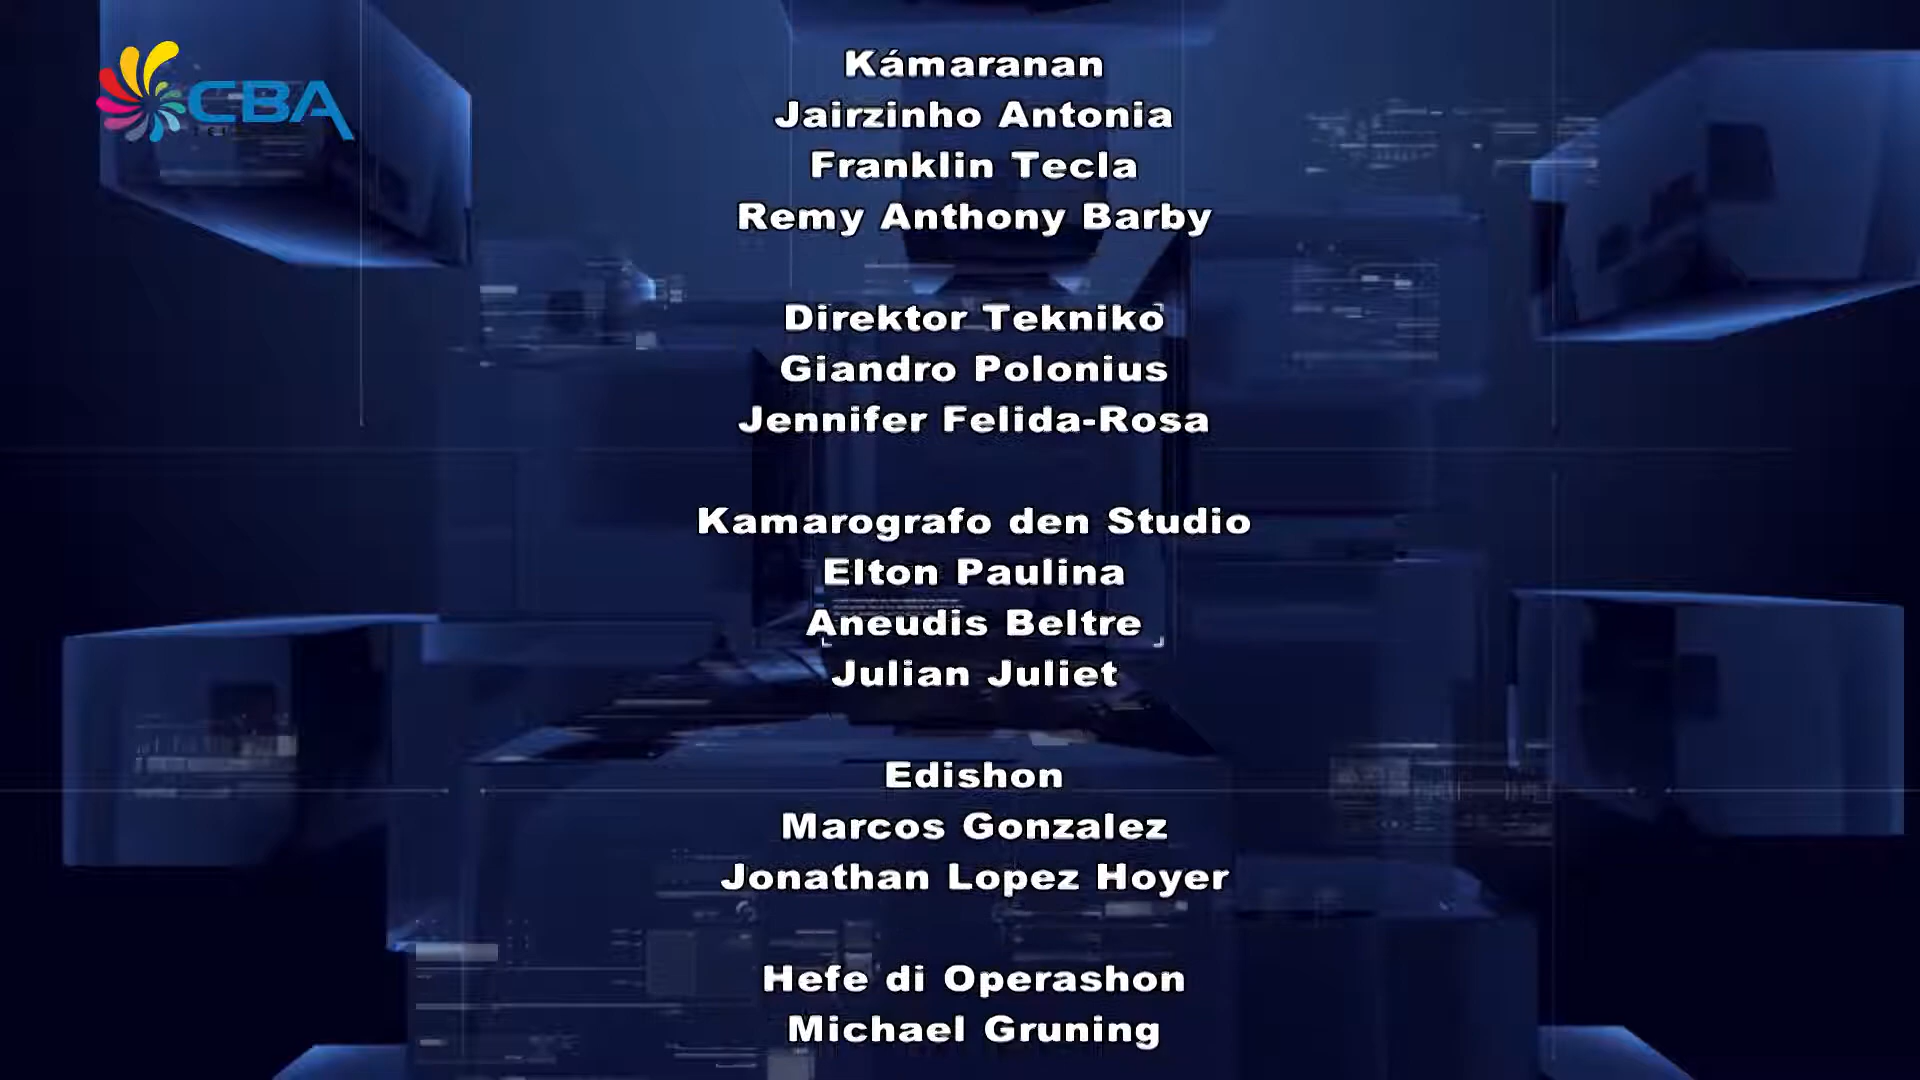 CBA
Kámaranan
Jairzinho Antonia
Franklin Tecla
Remy Anthony Barby
Direktor Tekniko
Giandro Polonius
Jennifer Felida-Rosa
Kamarografo den Studio
Elton Paulina
Aneudis Beltre
Julian Juliet
Edishon
Marcos Gonzalez
Jonathan Lopez Hoyer
Hefe di Operashon
Michael Gruning